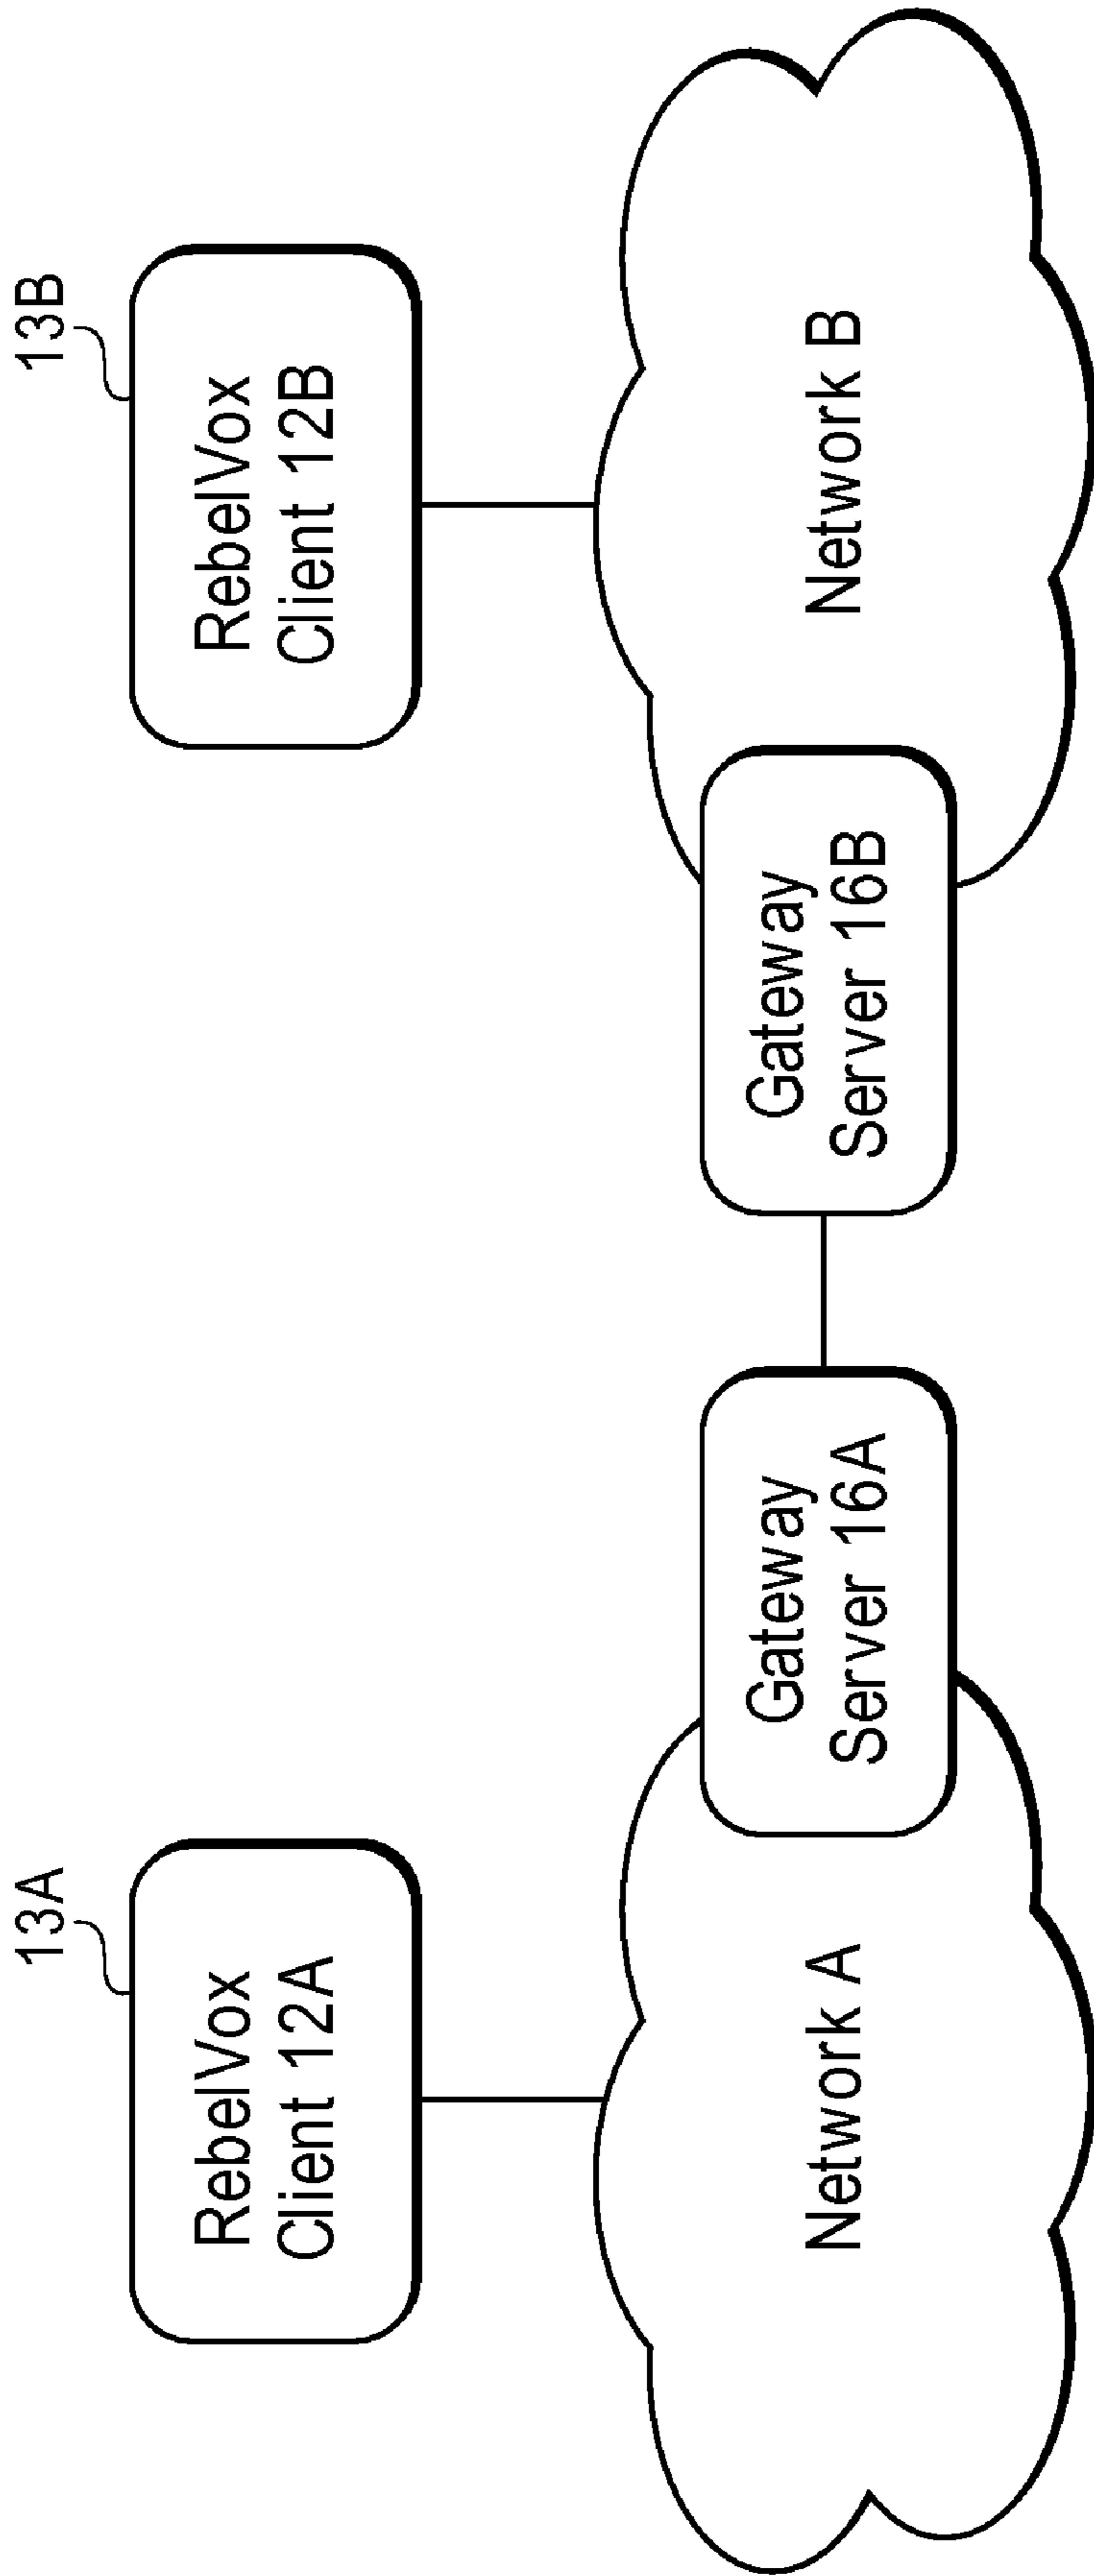 13A
13B
RebelVox
Client 12A
RebelVox
Client 12B
Gateway
Server 16A
Gateway
Server 16B
Network A
Network B